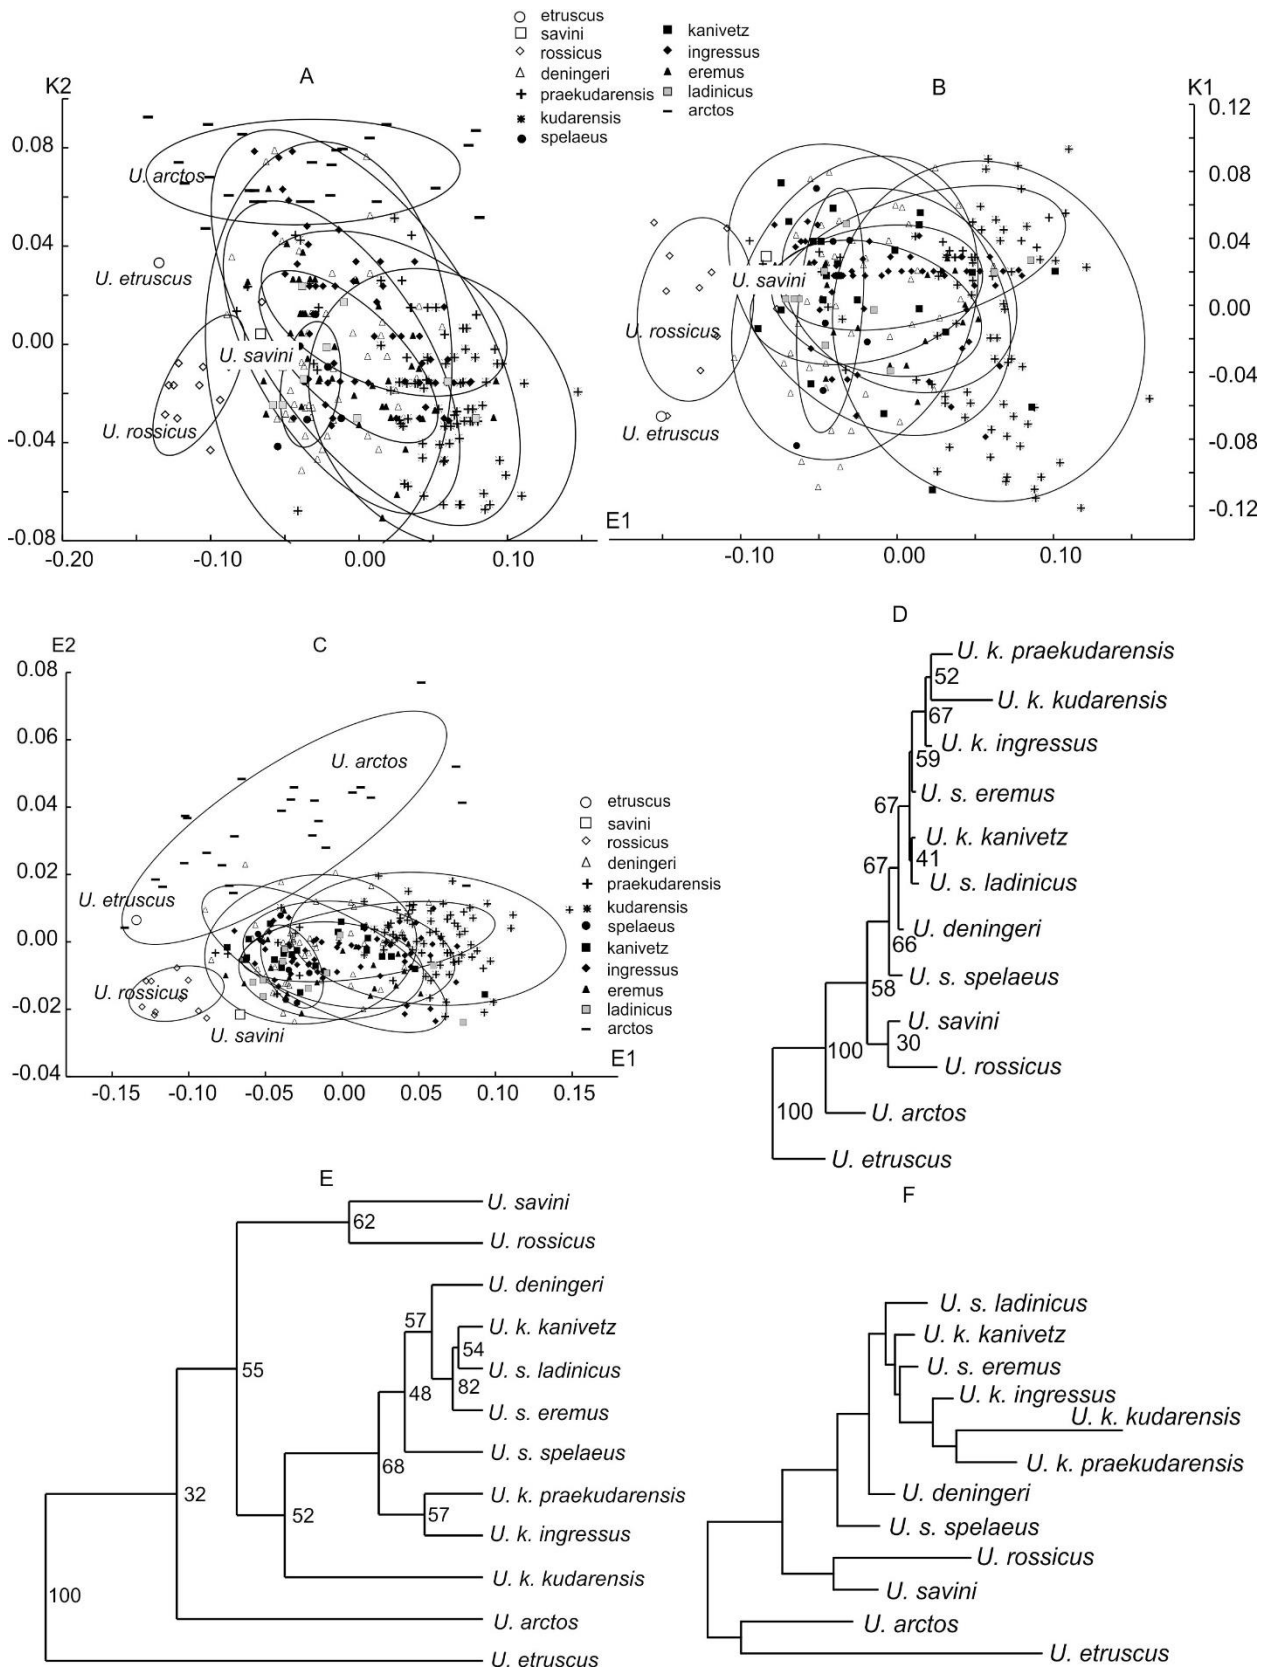 etruscus
savini
rossicus
deningeri
praekudarensis
kudarensis
spelaeus
kanivetz
ingressus
eremus
ladinicus
arctos
K2
A
0.08
0.04
0.00
-0.04
-0.08
-0.20
-0.10
0.00
0.10
E1
U. arctos
U. etruscus
U. savini
U. rossicus
B
K1
0.12
0.08
0.04
0.00
-0.04
-0.08
-0.12
-0.10
0.00
0.10
U. savini
U. rossicus
U. etruscus
E2
C
0.08
0.06
0.04
0.02
0.00
-0.02
-0.04
-0.15
-0.10
-0.05
0.00
0.05
0.10
0.15
E1
U. arctos
U. etruscus
U. rossicus
U. savini
etruscus
savini
rossicus
deningeri
praekudarensis
kudarensis
spelaeus
kanivetz
ingressus
eremus
ladinicus
arctos
D
U. k. praekudarensis
52
U. k. kudarensis
67
U. k. ingressus
59
U. s. eremus
67
U. k. kanivetz
41
67
U. s. ladinicus
U. deningeri
66
U. s. spelaeus
58
U. savini
30
100
U. rossicus
100
U. arctos
U. etruscus
E
U. savini
62
U. rossicus
U. deningeri
57
U. k. kanivetz
54
U. s. ladinicus
55
82
48
U. s. eremus
U. s. spelaeus
68
U. k. praekudarensis
32
52
57
U. k. ingressus
U. k. kudarensis
100
U. arctos
U. etruscus
F
U. s. ladinicus
U. k. kanivetz
U. s. eremus
U. k. ingressus
U. k. kudarensis
U. k. praekudarensis
U. deningeri
U. s. spelaeus
U. rossicus
U. savini
U. arctos
U. etruscus